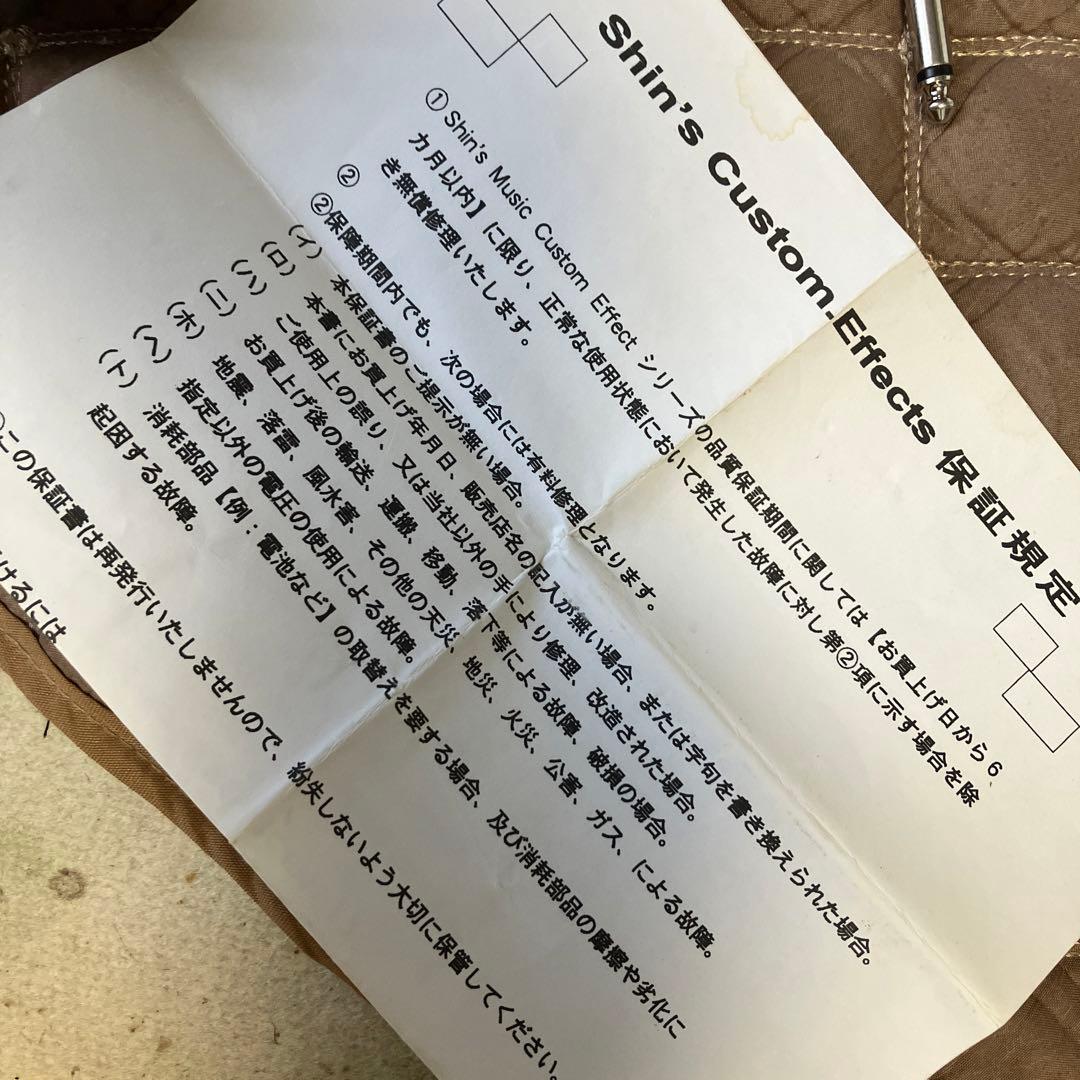 Shin's Custom Effects 保証規定
① Shin's Music Custom Effect シリーズの品質保証期間に関しては【お買上げ日から6、
カ月以内】に限り、正常な使用状態において発生した故障に対し第②項に示す場合を除
き無償修理いたします。
②
②保障期間内でも、次の場合には有料修理となります。
(イ) 本保証書のご提示が無い場合。
(ロ) 本書にお買上げ年月日、販売店名の記入が無い場合、または字句を書き換えられた場合。
(ハ) ご使用上の誤り、又は当社以外の手により修理 改造された場合。
(ニ) お買上げ後の輸送、運搬、移動、落下等による故障、破損の場合。
(ホ) 地震、落雷、風水害、その他の天災、地災、火災、公害、ガス、による故障。
(ヘ) 指定以外の電圧の使用による故障。
(ト) 消耗部品【例：電池など】の取替えを要する場合、及び消耗部品の摩擦や劣化に
起因する故障。
この保証書は再発行いたしませんので、紛失しないよう大切に保管してください。
けるには